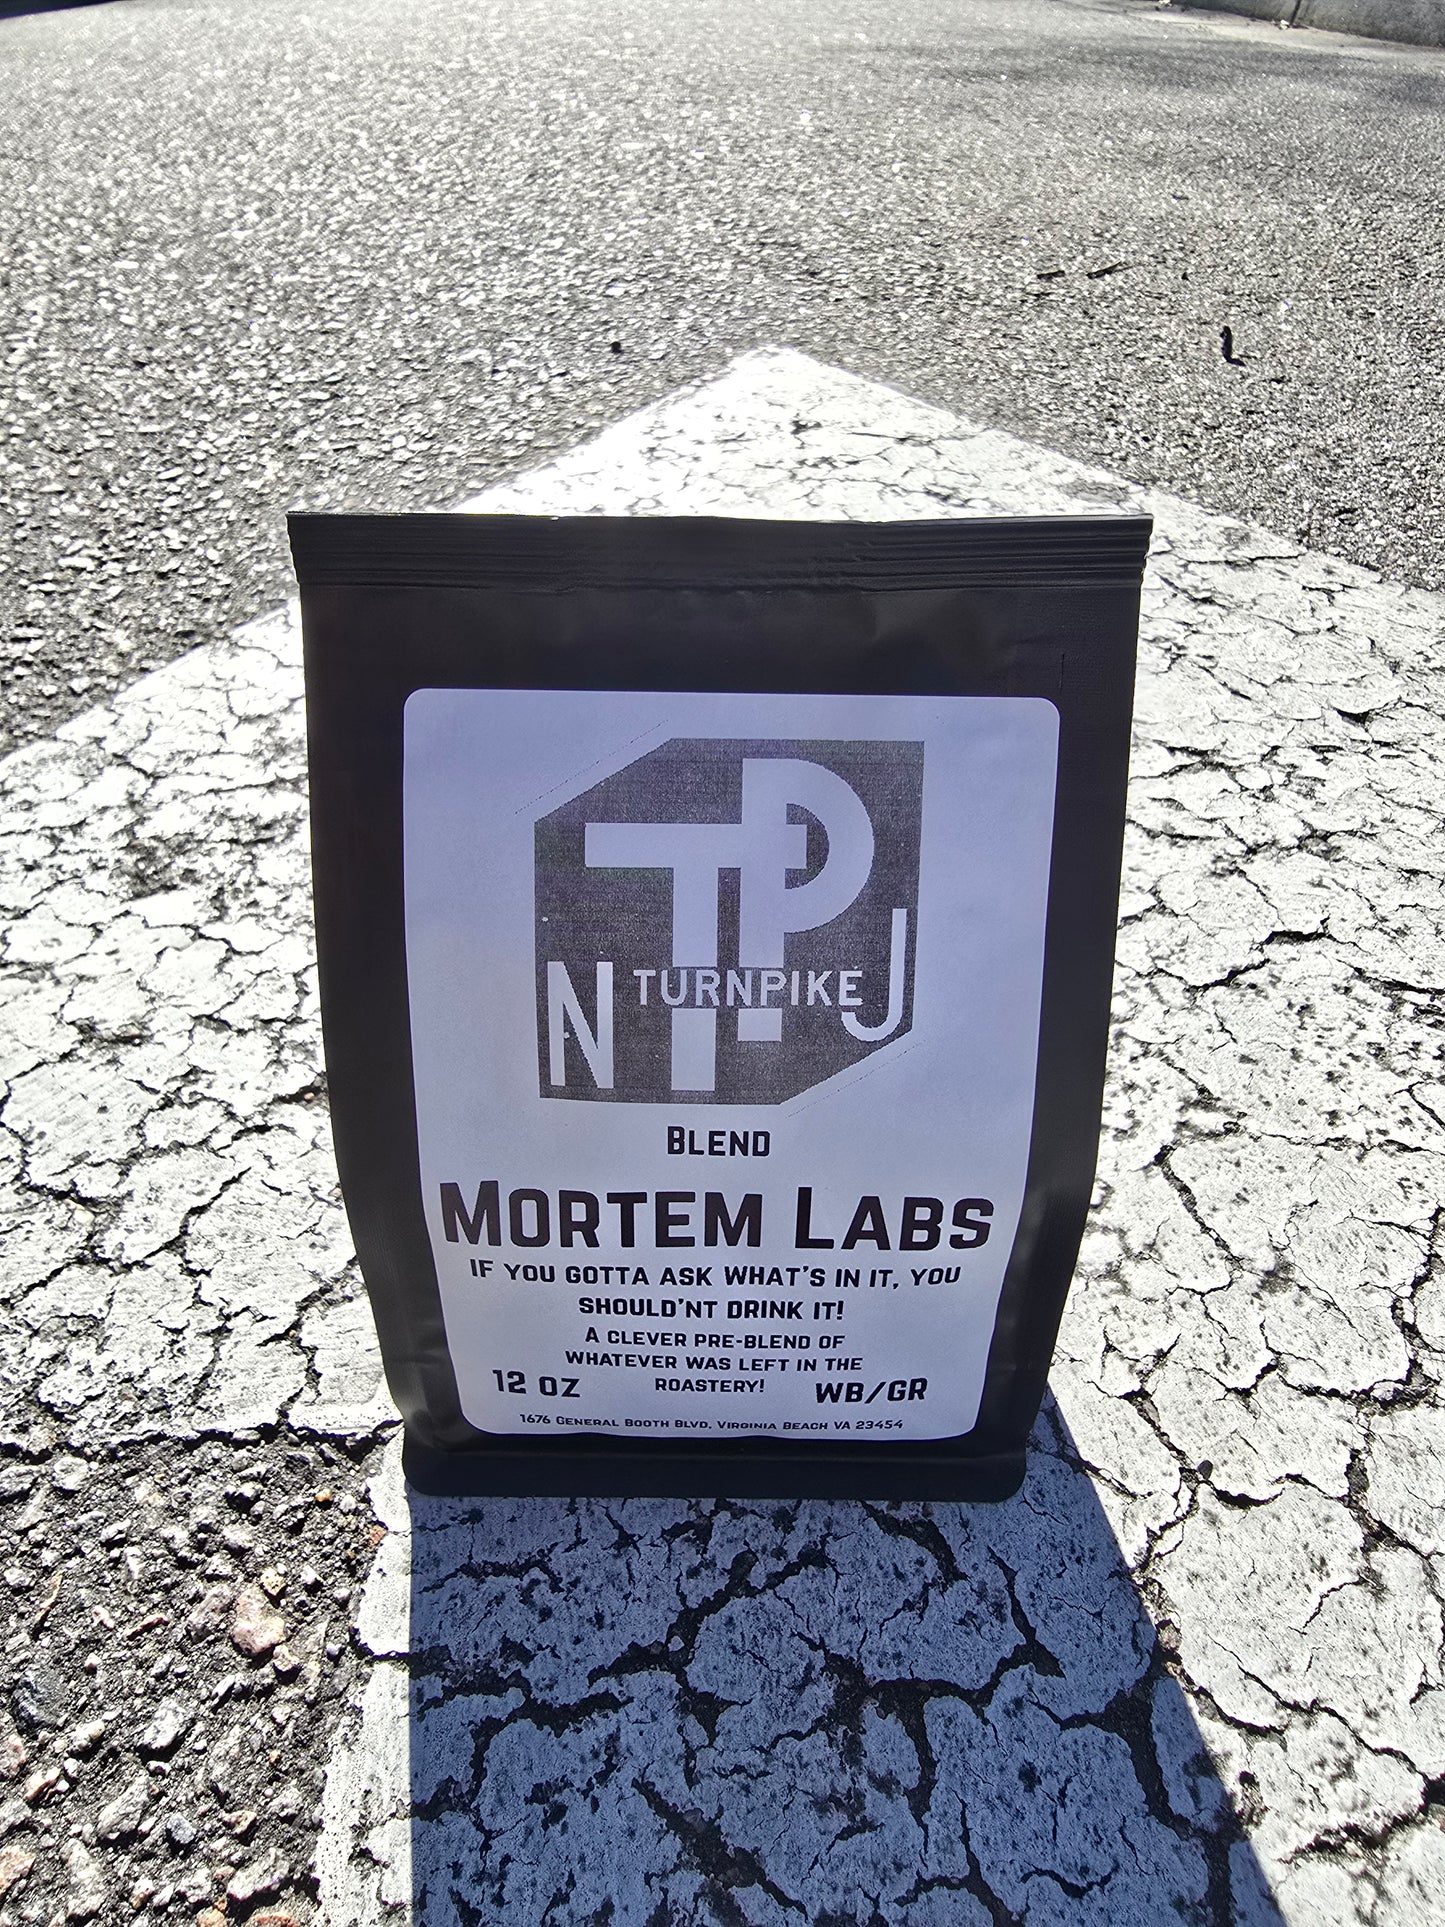 TP
N TURNPIKE J
BLEND
MORTEM LABS
IF YOU GOTTA ASK WHAT'S IN IT, YOU
SHOULD'NT DRINK IT!
A CLEVER PRE-BLEND OF
WHATEVER WAS LEFT IN THE
12 OZ ROASTERY! WB/GR
1676 GENERAL BOOTH BLVD, VIRGINIA BEACH VA 23454